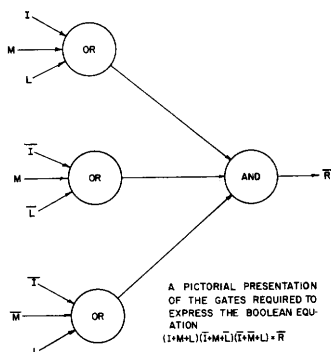 I
M
OR
L
I̅
M
OR
L̅
AND
R̅
I̅
M̅
OR
L
A PICTORIAL PRESENTATION
OF THE GATES REQUIRED TO
EXPRESS THE BOOLEAN EQU-
ATION
(I+M+L)(I̅+M+L̅)(I̅+M̅+L)=R̅